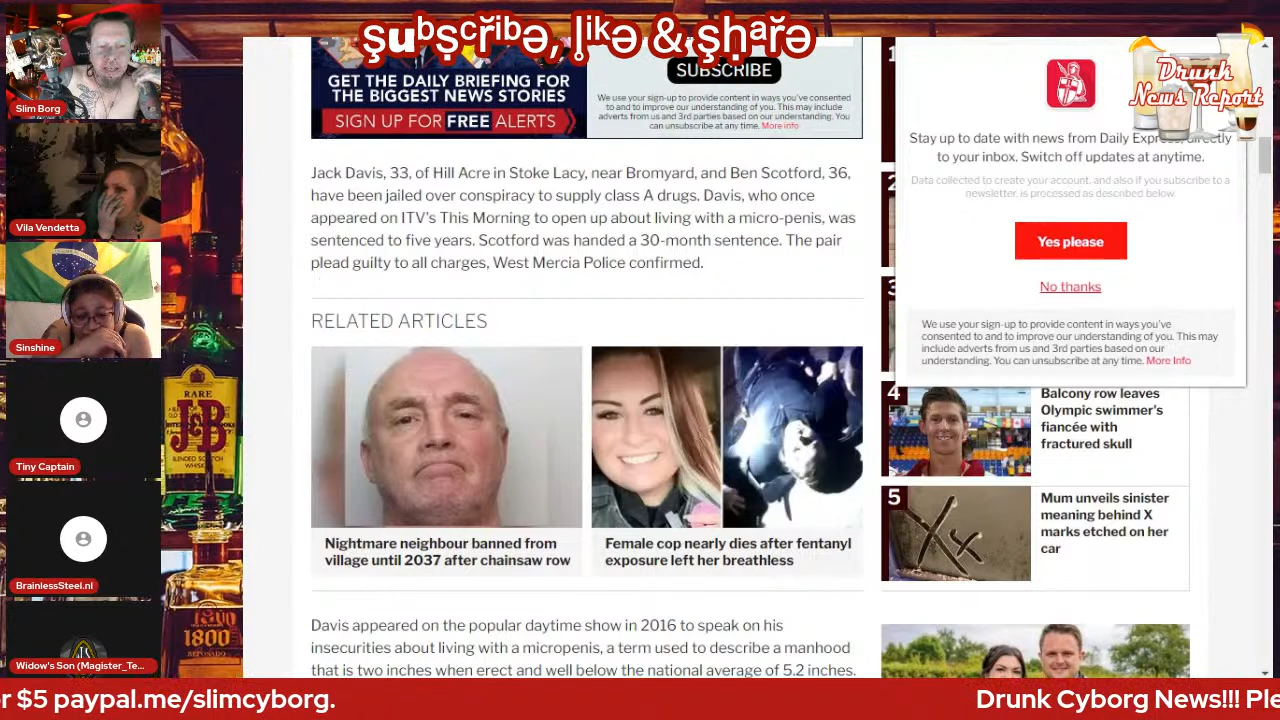 şuᵇșᶜřⁱᵇə, ļⁱᵏə & şḥᵃřə
Slim Borg
Vila Vendetta
Sinshine
Tiny Captain
BrainlessSteel.nl
Widow's Son (Magister_Te...
RARE
J&B
BLENDED SCOTCH
WHISKY
1800
1800
REPOSADO
GET THE DAILY BRIEFING FOR
THE BIGGEST NEWS STORIES
SIGN UP FOR FREE ALERTS
SUBSCRIBE
We use your sign-up to provide content in ways you've consented
to and to improve our understanding of you. This may include
adverts from us and 3rd parties based on our understanding. You
can unsubscribe at any time. More info
Jack Davis, 33, of Hill Acre in Stoke Lacy, near Bromyard, and Ben Scotford, 36,
have been jailed over conspiracy to supply class A drugs. Davis, who once
appeared on ITV's This Morning to open up about living with a micro-penis, was
sentenced to five years. Scotford was handed a 30-month sentence. The pair
plead guilty to all charges, West Mercia Police confirmed.
RELATED ARTICLES
Nightmare neighbour banned from
village until 2037 after chainsaw row
Female cop nearly dies after fentanyl
exposure left her breathless
Davis appeared on the popular daytime show in 2016 to speak on his
insecurities about living with a micropenis, a term used to describe a manhood
that is two inches when erect and well below the national average of 5.2 inches.
1
2
3
Drunk
News Report
Stay up to date with news from Daily Express, directly
to your inbox. Switch off updates at anytime.
Data collected to create your account, and also if you subscribe to a
newsletter, is processed as described below.
Yes please
No thanks
We use your sign-up to provide content in ways you've
consented to and to improve our understanding of you. This may
include adverts from us and 3rd parties based on our
understanding. You can unsubscribe at any time. More Info
4
Balcony row leaves
Olympic swimmer's
fiancée with
fractured skull
5
Mum unveils sinister
meaning behind X
marks etched on her
car
r $5 paypal.me/slimcyborg.
Drunk Cyborg News!!! Ple